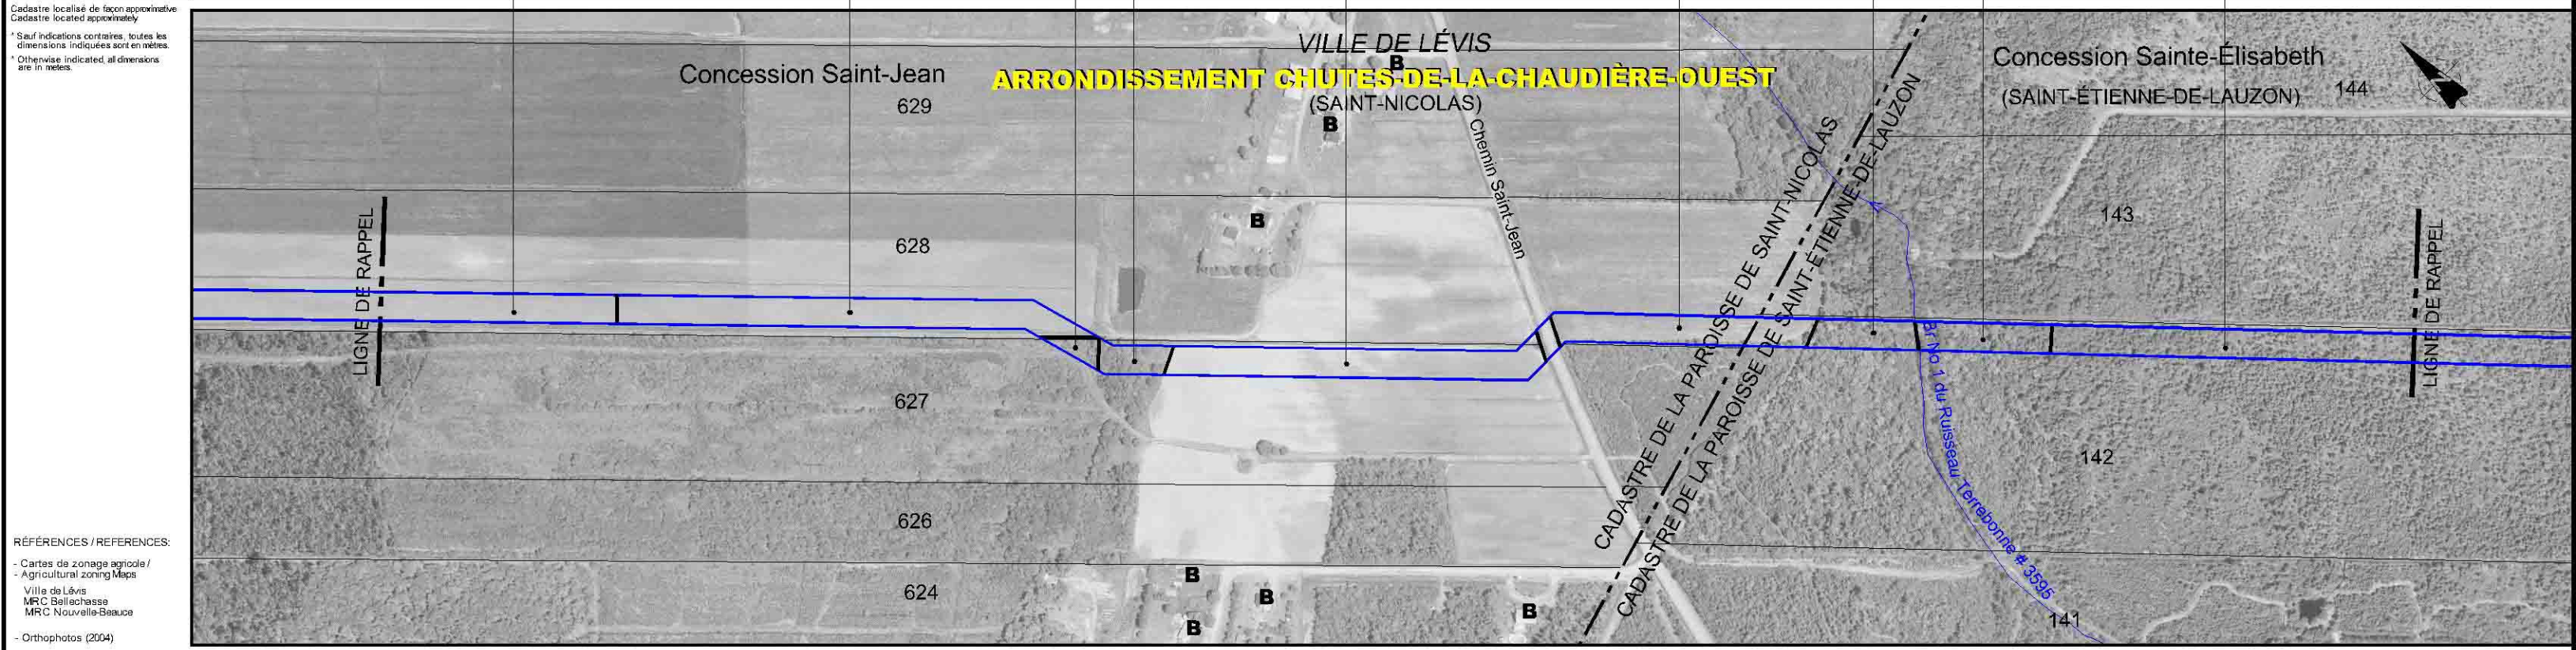 Cadastre localisé de façon approximative
Cadastre located approximately
* Sauf indications contraires, toutes les
dimensions indiquées sont en mètres.
* Otherwise indicated, all dimensions
are in meters.
RÉFÉRENCES / REFERENCES:
- Cartes de zonage agricole /
- Agricultural zoning Maps
Ville de Lévis
MRC Bellechasse
MRC Nouvelle-Beauce
- Orthophotos (2004)
VILLE DE LÉVIS
B
Concession Saint-Jean
ARRONDISSEMENT CHUTES-DE-LA-CHAUDIÈRE-OUEST
(SAINT-NICOLAS)
Concession Sainte-Élisabeth
(SAINT-ÉTIENNE-DE-LAUZON)
144
629
B
Chemin Saint-Jean
B
628
143
LIGNE DE RAPPEL
LIGNE DE RAPPEL
CADASTRE DE LA PAROISSE DE SAINT-NICOLAS
CADASTRE DE LA PAROISSE DE SAINT-ÉTIENNE-DE-LAUZON
Br No 1 du Ruisseau Terrebonne # 3595
627
142
626
624
B
B
B
B
141